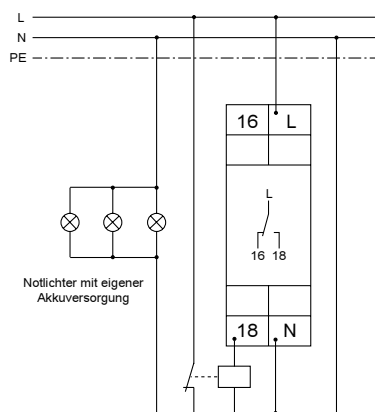 L
N
PE
16 L
L
16 18
Notlichter mit eigener
Akkuversorgung
18 N